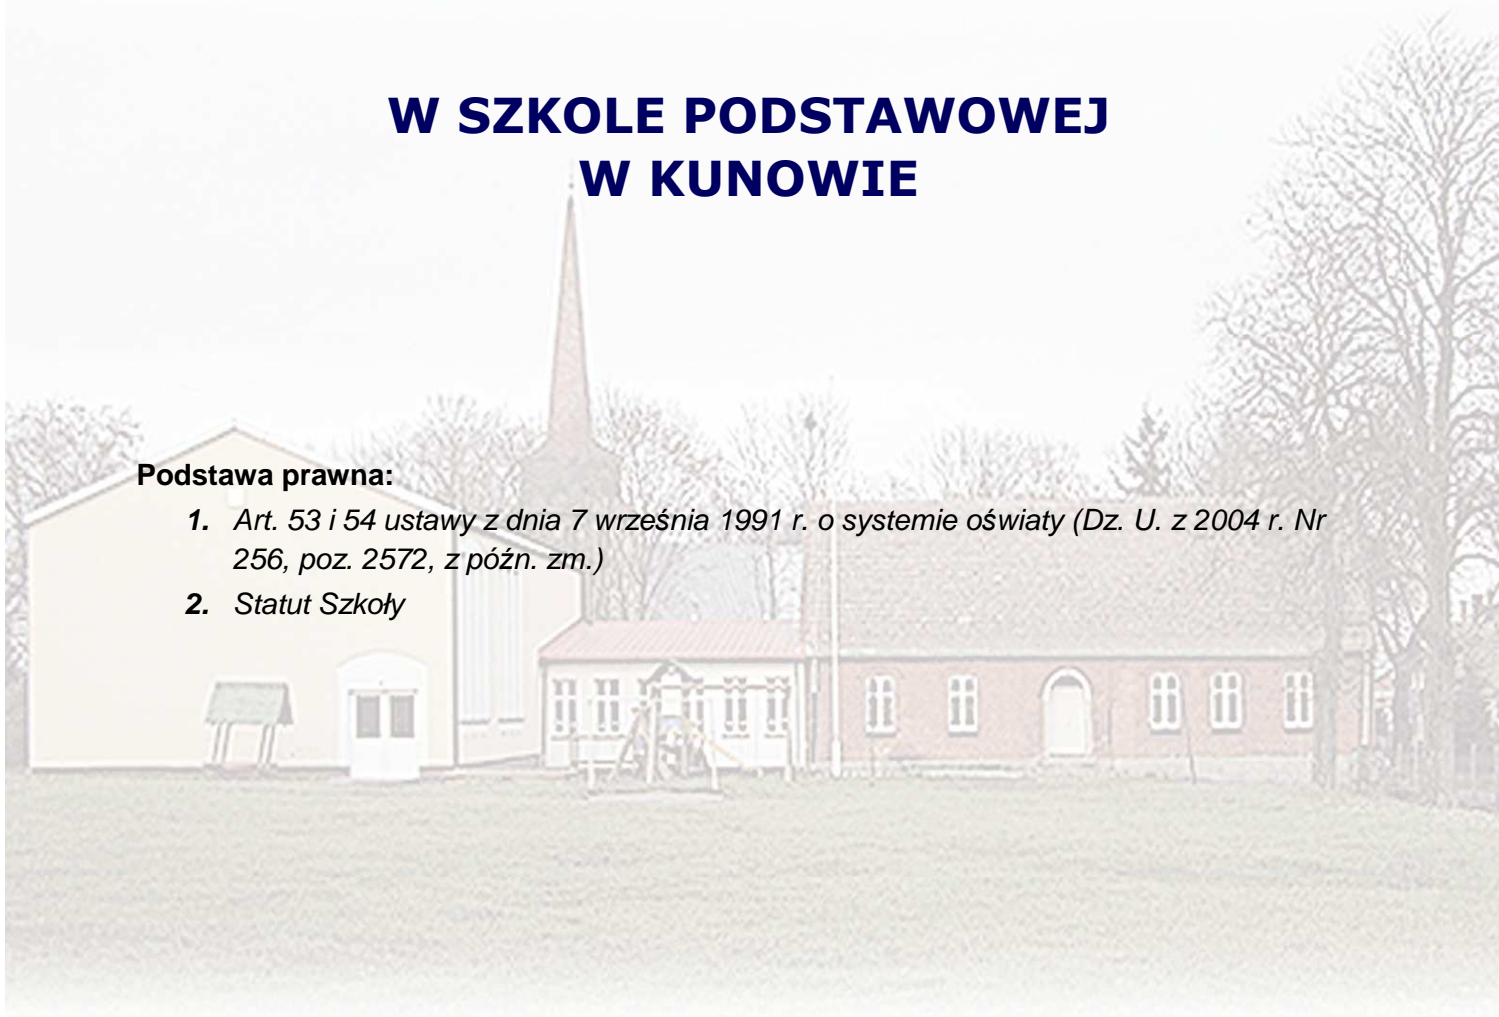 W SZKOLE PODSTAWOWEJ
W KUNOWIE
Podstawa prawna:
1. Art. 53 i 54 ustawy z dnia 7 września 1991 r. o systemie oświaty (Dz. U. z 2004 r. Nr
256, poz. 2572, z późn. zm.)
2. Statut Szkoły